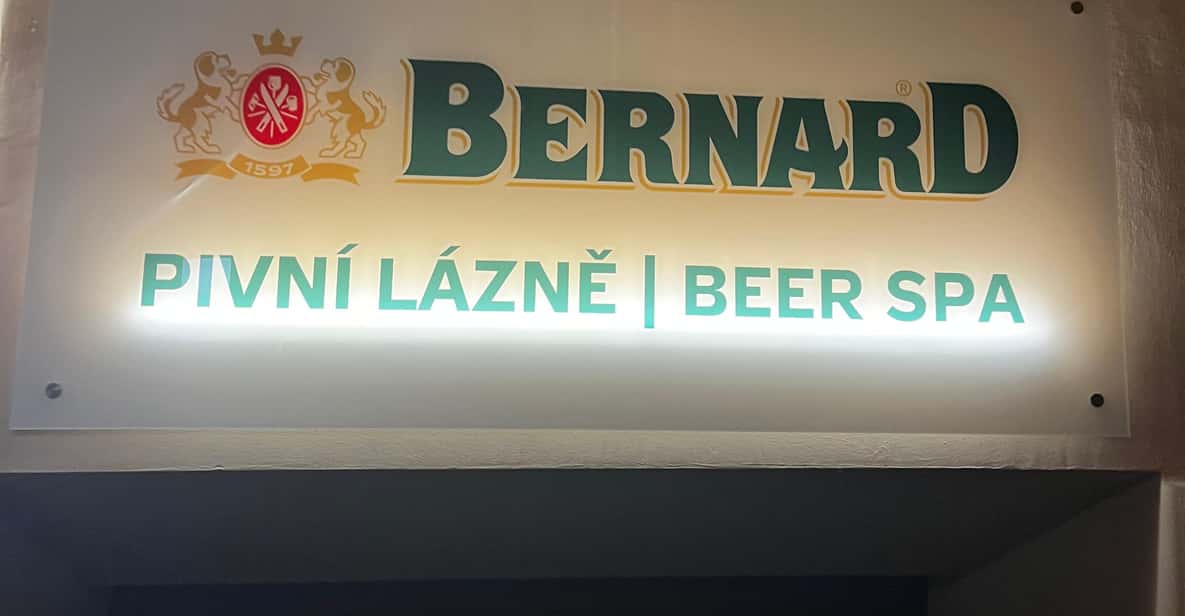 1597
BERNARD®
PIVNÍ LÁZNĚ | BEER SPA